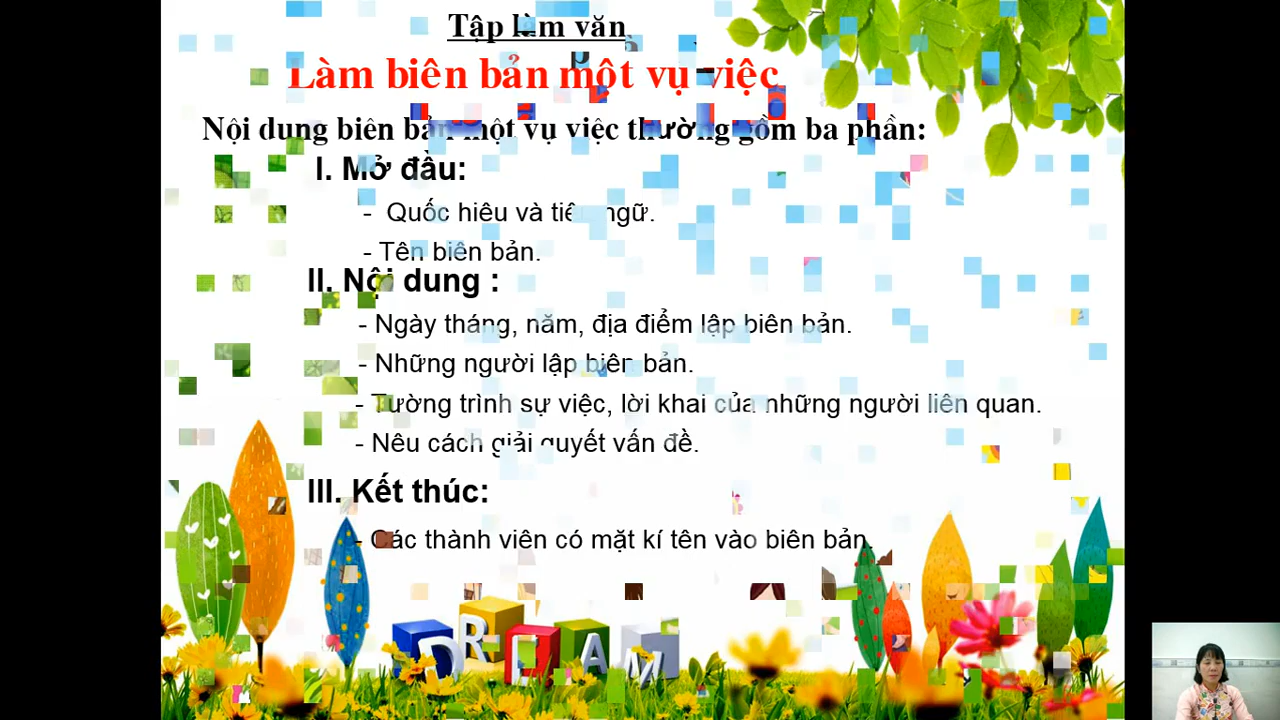 Tập làm văn
Làm biên bản một vụ việc
Nội dung biên bản một vụ việc thường gồm ba phần:
I. Mở đầu:
- Quốc hiêu và tiêu ngữ.
- Tên biên bản.
II. Nội dung :
- Ngày tháng, năm, địa điểm lập biên bản.
- Những người lập biên bản.
- Tường trình sự việc, lời khai của những người liên quan.
- Nêu cách giải quyết vấn đề.
III. Kết thúc:
- Các thành viên có mặt kí tên vào biên bản.
DREAM